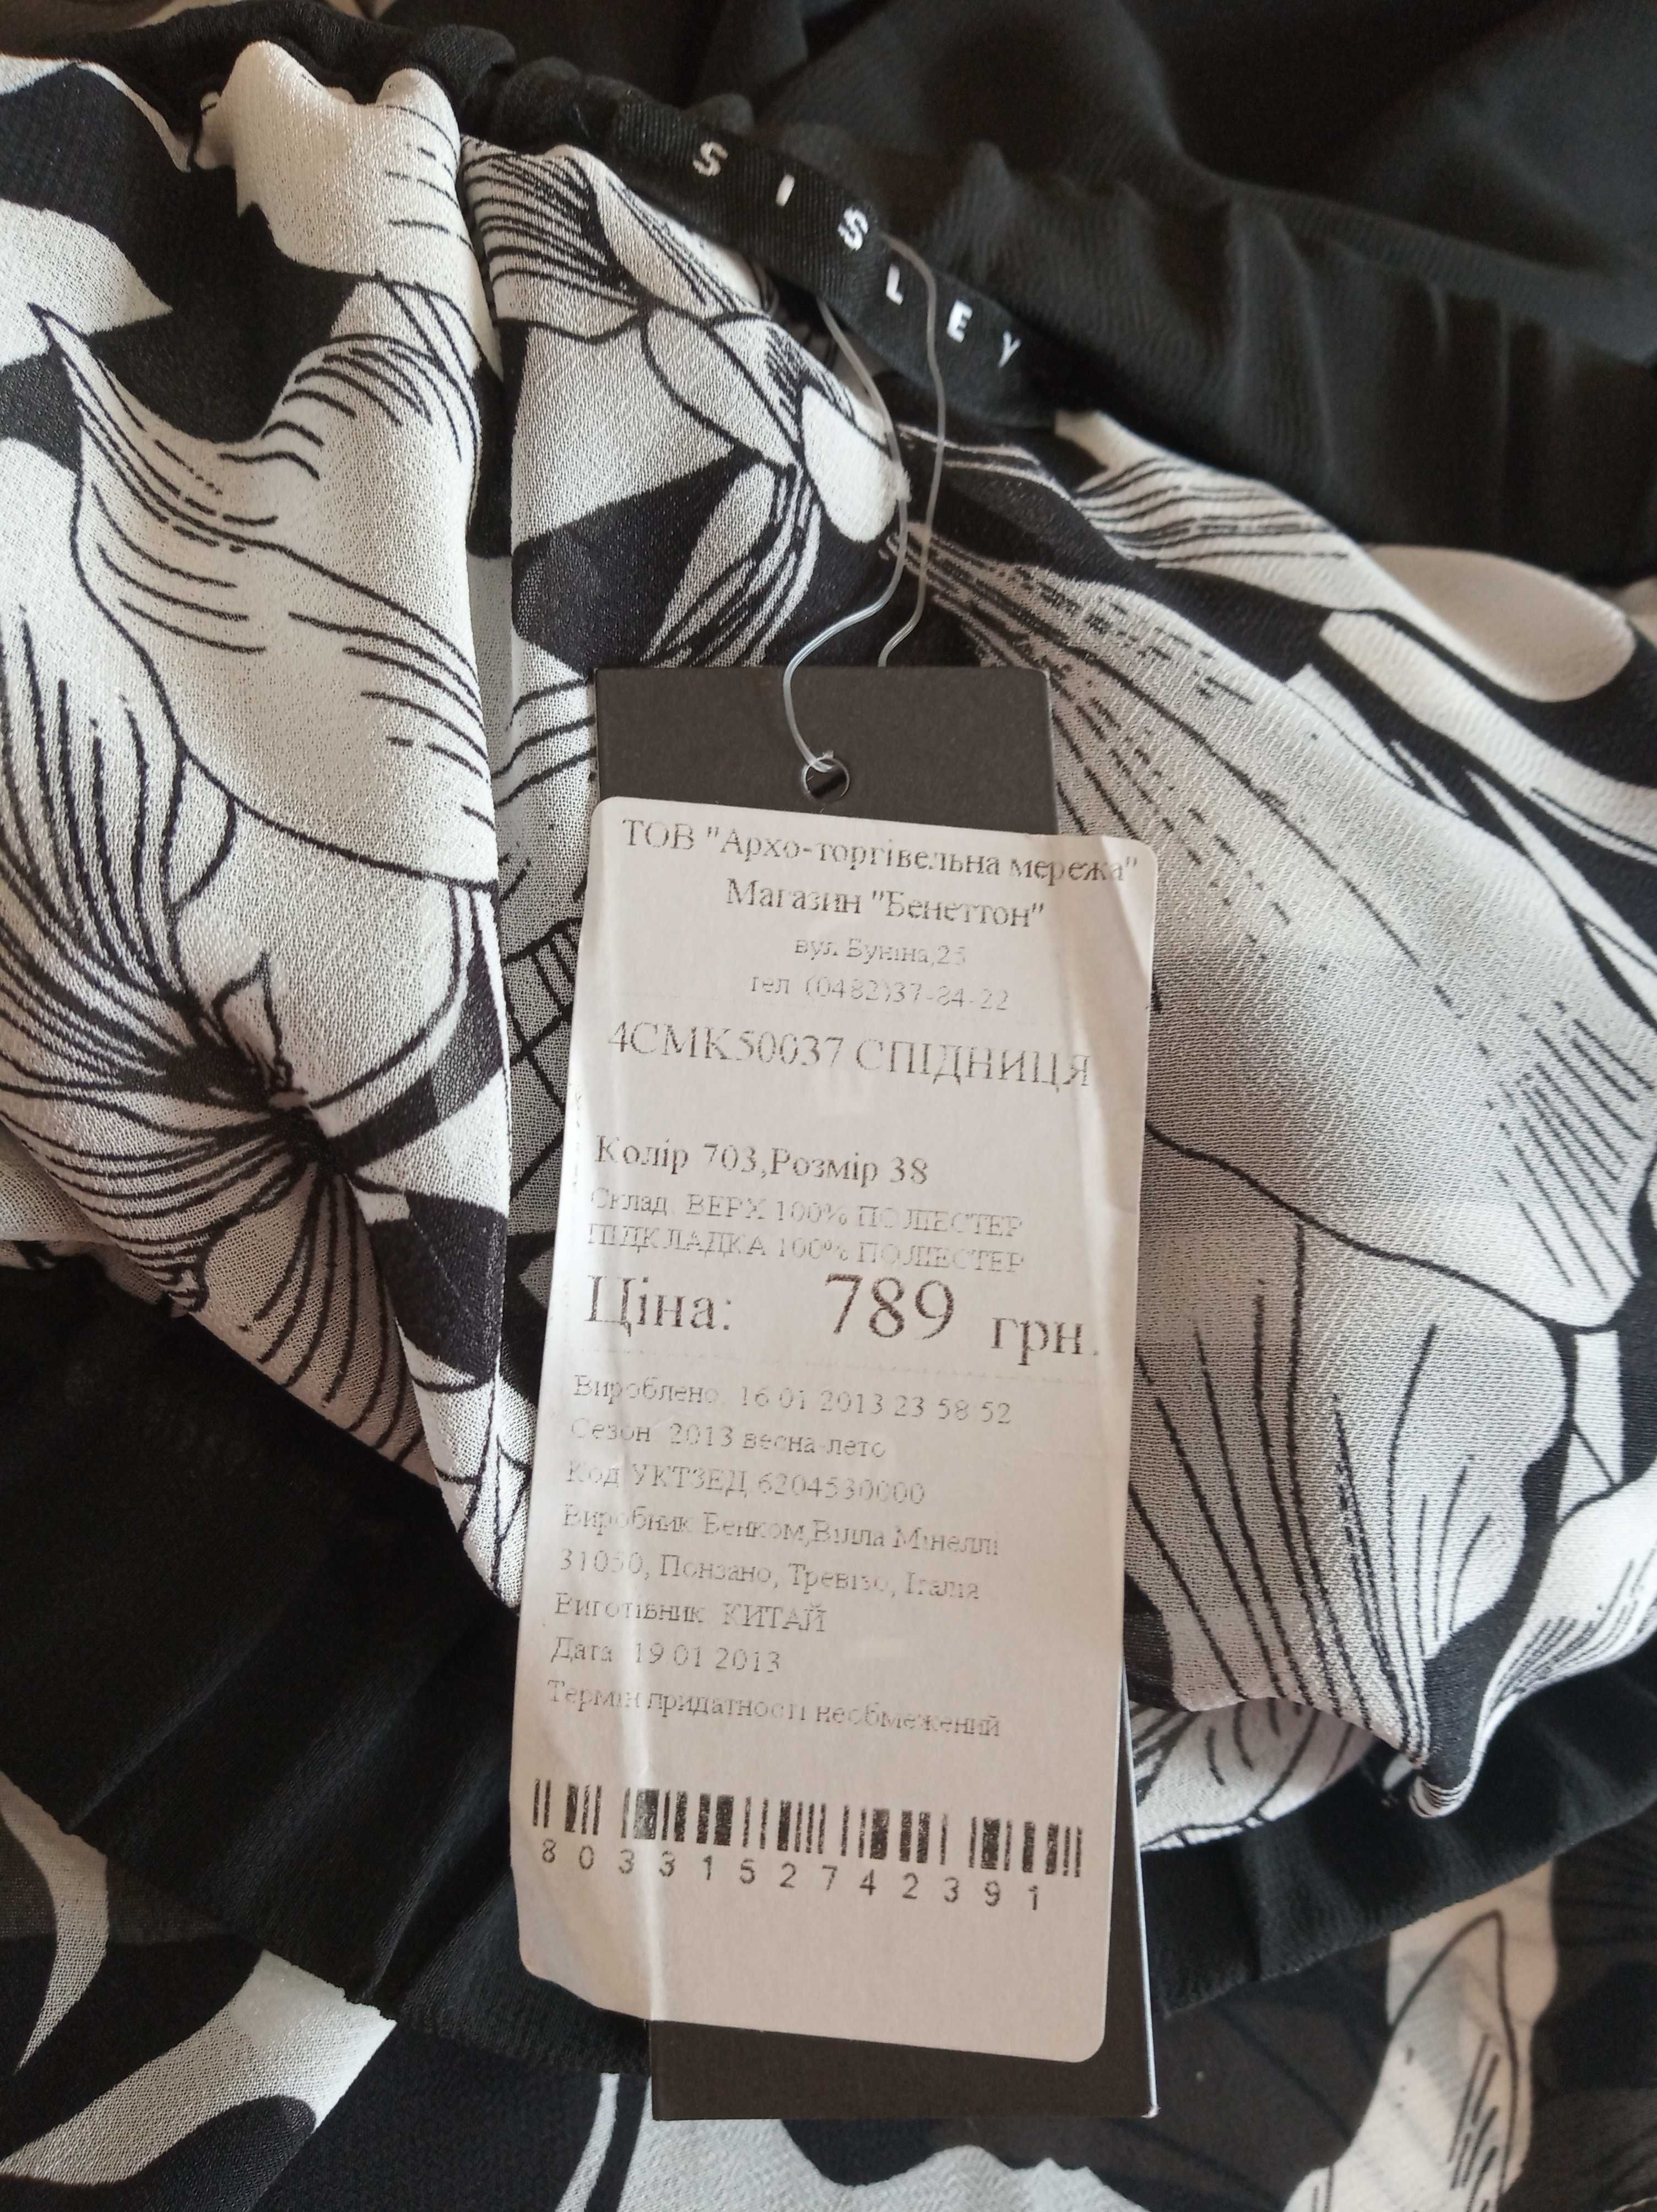 SISLEY
ТОВ "Архо-торгівельна мережа"
Магазин "Бенеттон"
вул. Буніна,25
тел. (0482)37-84-22
4CMK50037 СПІДНИЦЯ
Колір 703,Розмір 38
Склад: ВЕРХ 100% ПОЛІЕСТЕР
ПІДКЛАДКА 100% ПОЛІЕСТЕР
Ціна: 789 грн.
Вироблено: 16.01.2013 23:58:52
Сезон: 2013 весна-лето
Код УКТЗЕД 6204530000
Виробник: Бенком,Вілла Мінеллі
31050, Понзано, Тревізо, Італія
Виготівник: КИТАЙ
Дата: 19.01.2013
Термін придатності необмежений
8033152742391